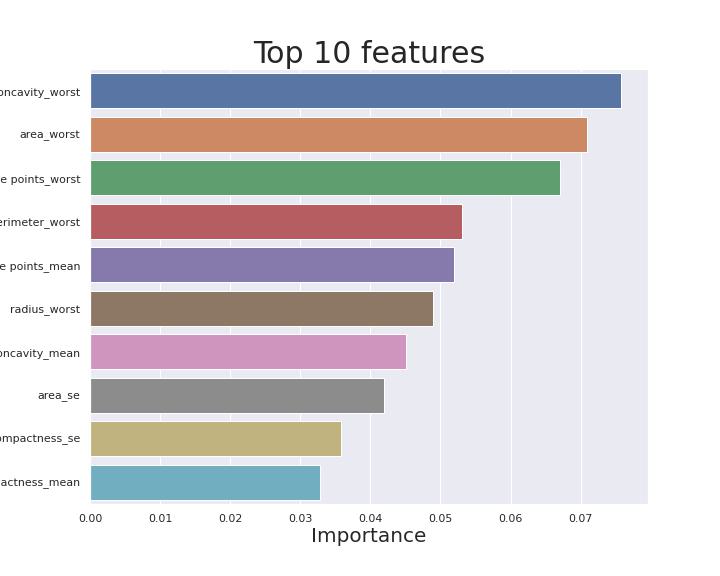 Top 10 features
oncavity_worst
area_worst
e points_worst
erimeter_worst
e points_mean
radius_worst
oncavity_mean
area_se
ompactness_se
actness_mean
0.00 0.01 0.02 0.03 0.04 0.05 0.06 0.07
Importance